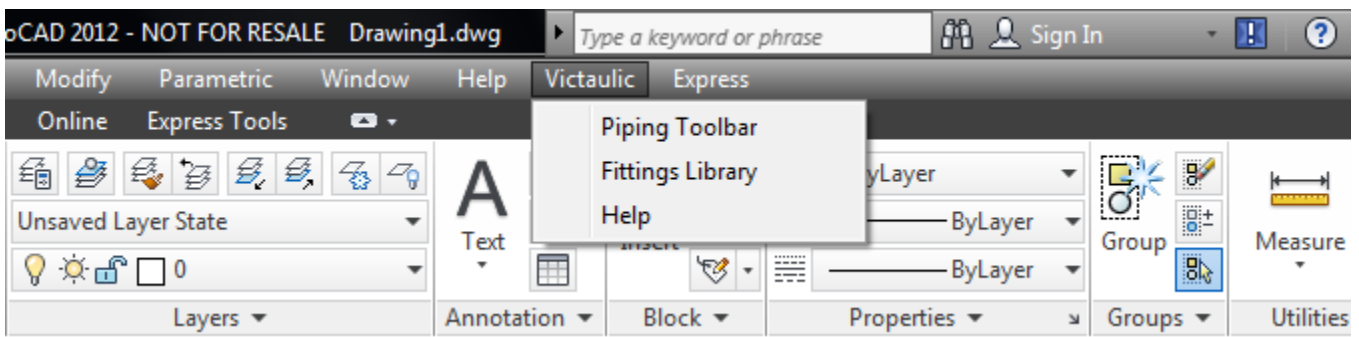 oCAD 2012 - NOT FOR RESALE Drawing1.dwg Type a keyword or phrase Sign In
Modify Parametric Window Help Victaulic Express
Online Express Tools
Piping Toolbar
Fittings Library
Help
Unsaved Layer State
0
Text
Insert
yLayer
ByLayer
ByLayer
Group
Measure
Layers Annotation Block Properties Groups Utilities